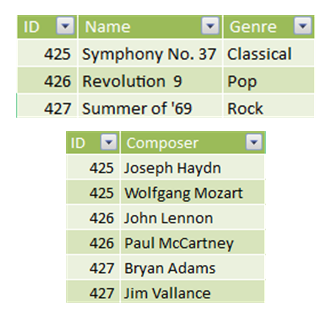 ID Name Genre
425 Symphony No. 37 Classical
426 Revolution 9 Pop
427 Summer of '69 Rock
ID Composer
425 Joseph Haydn
425 Wolfgang Mozart
426 John Lennon
426 Paul McCartney
427 Bryan Adams
427 Jim Vallance